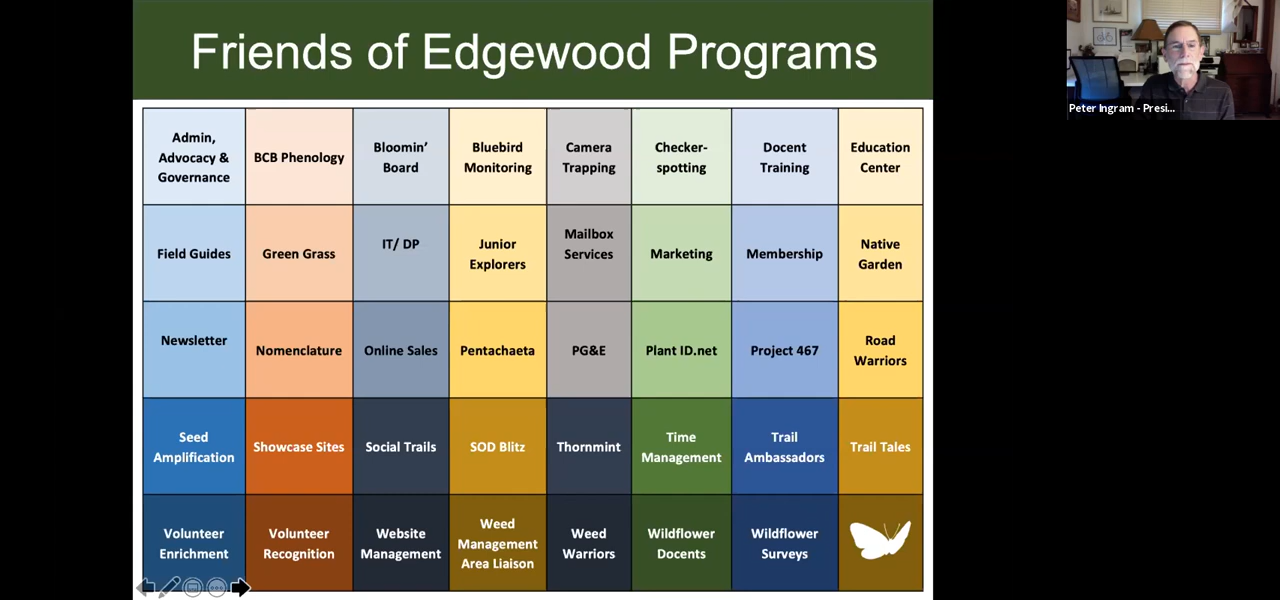 Friends of Edgewood Programs
Peter Ingram - Presi...
Admin,
Advocacy &
Governance
BCB Phenology
Bloomin’
Board
Bluebird
Monitoring
Camera
Trapping
Checker-
spotting
Docent
Training
Education
Center
Field Guides
Green Grass
IT/ DP
Junior
Explorers
Mailbox
Services
Marketing
Membership
Native
Garden
Newsletter
Nomenclature
Online Sales
Pentachaeta
PG&E
Plant ID.net
Project 467
Road
Warriors
Seed
Amplification
Showcase Sites
Social Trails
SOD Blitz
Thornmint
Time
Management
Trail
Ambassadors
Trail Tales
Volunteer
Enrichment
Volunteer
Recognition
Website
Management
Weed
Management
Area Liaison
Weed
Warriors
Wildflower
Docents
Wildflower
Surveys